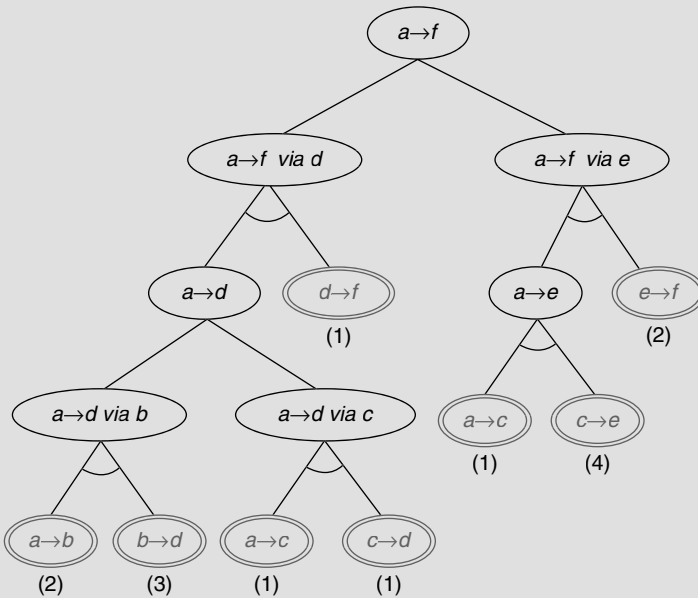 a→f
a→f via d
a→f via e
a→d
d→f
a→e
e→f
(1)
(2)
a→d via b
a→d via c
a→c
c→e
(1)
(4)
a→b
b→d
a→c
c→d
(2)
(3)
(1)
(1)